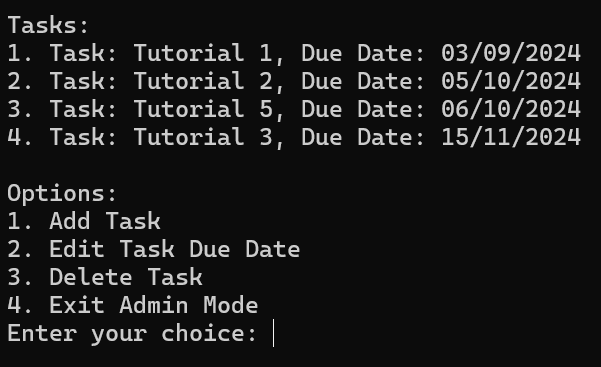 Tasks:
1. Task: Tutorial 1, Due Date: 03/09/2024
2. Task: Tutorial 2, Due Date: 05/10/2024
3. Task: Tutorial 5, Due Date: 06/10/2024
4. Task: Tutorial 3, Due Date: 15/11/2024
Options:
1. Add Task
2. Edit Task Due Date
3. Delete Task
4. Exit Admin Mode
Enter your choice: